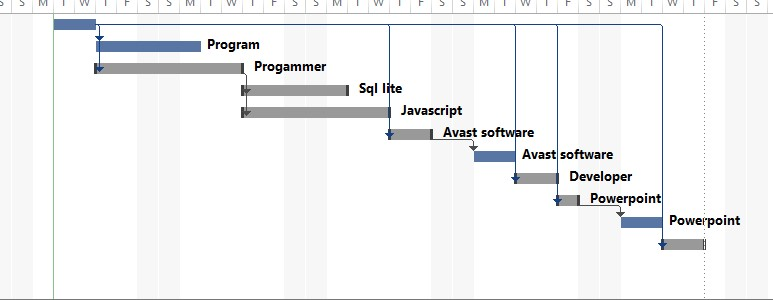 S S M T W T F S S M T W T F S S M T W T F S S M T W T F S S M T W T F S S
Program
Progammer
Sql lite
Javascript
Avast software
Avast software
Developer
Powerpoint
Powerpoint